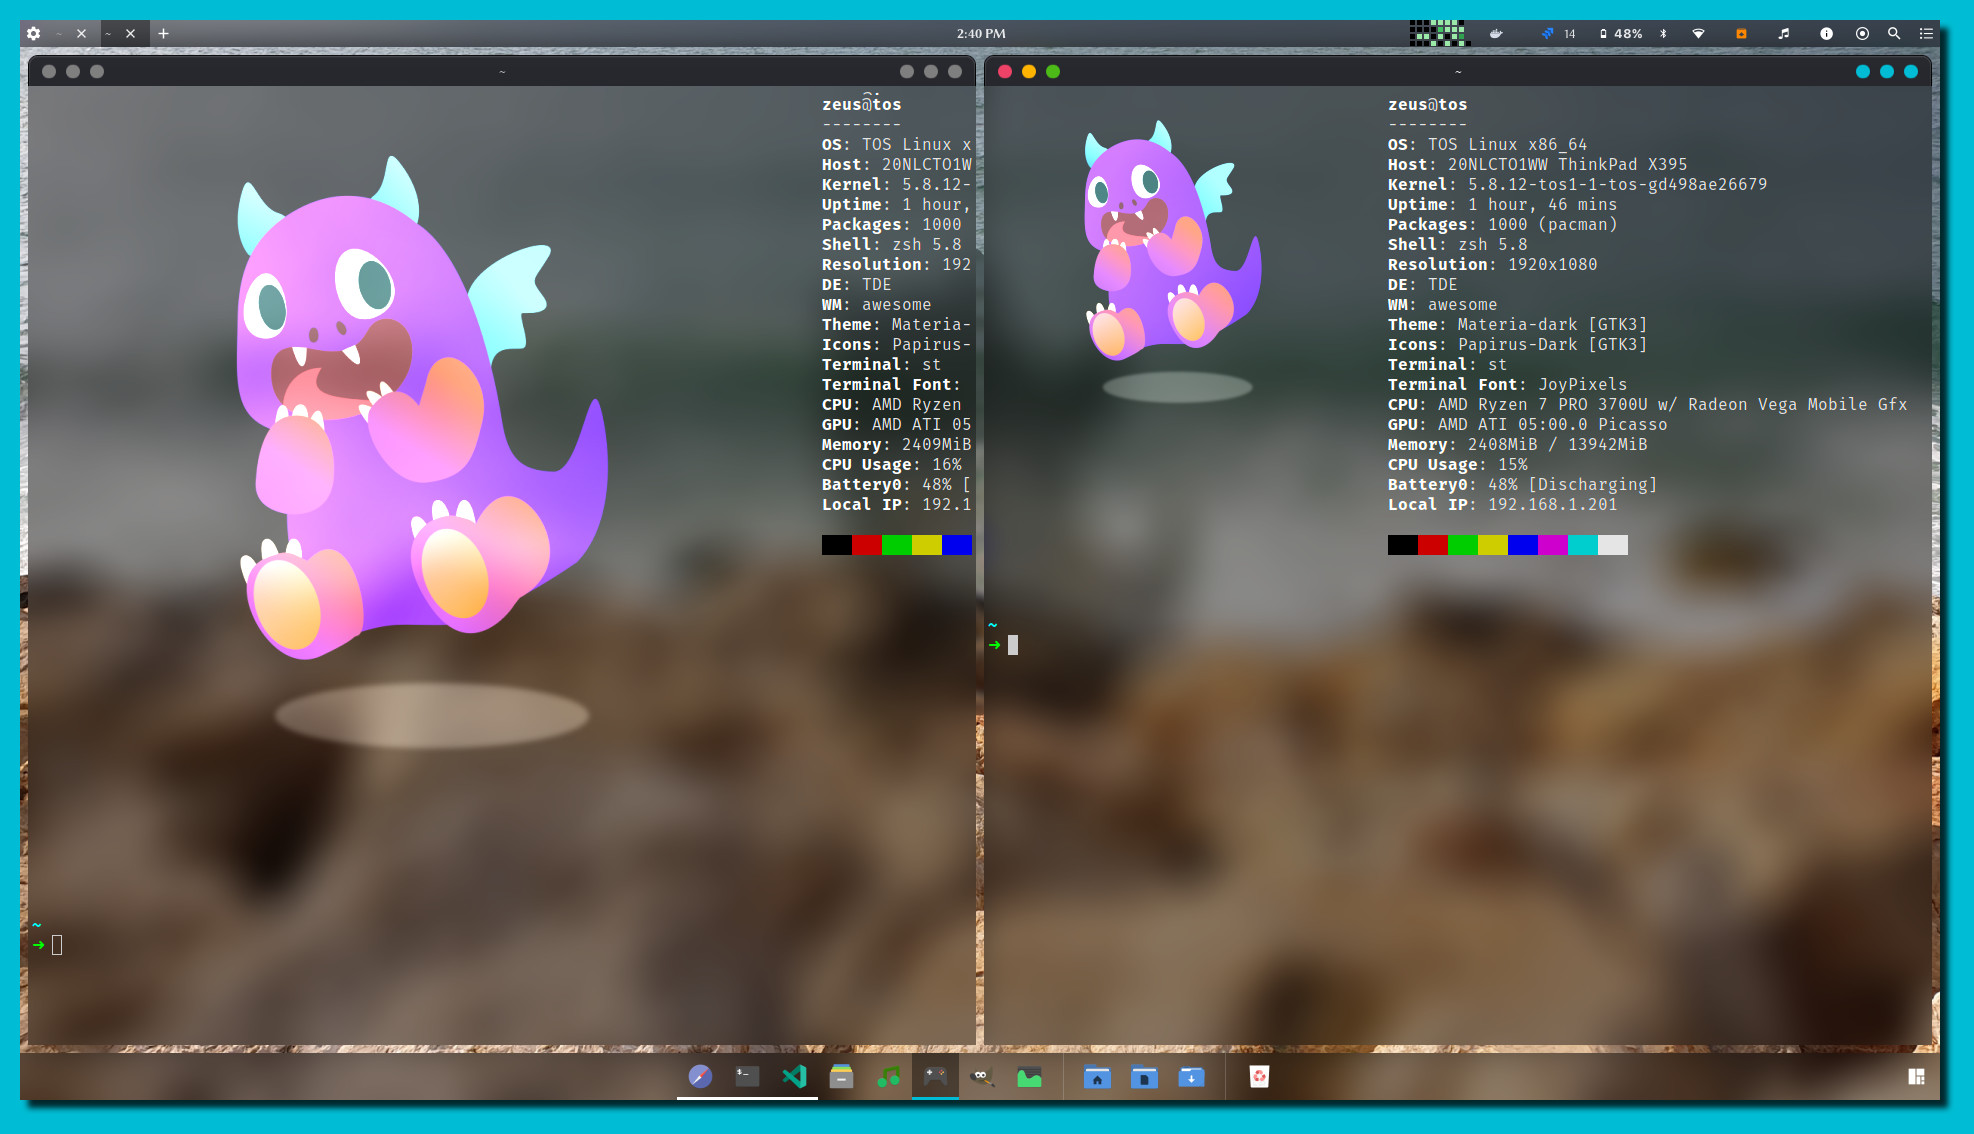 ~
~
2:40 PM
14
48%
~
zeus@tos
--------
OS: TOS Linux x
Host: 20NLCTO1W
Kernel: 5.8.12-
Uptime: 1 hour,
Packages: 1000
Shell: zsh 5.8
Resolution: 192
DE: TDE
WM: awesome
Theme: Materia-
Icons: Papirus-
Terminal: st
Terminal Font:
CPU: AMD Ryzen
GPU: AMD ATI 05
Memory: 2409MiB
CPU Usage: 16%
Battery0: 48% [
Local IP: 192.1
~
➜
~
zeus@tos
--------
OS: TOS Linux x86_64
Host: 20NLCTO1WW ThinkPad X395
Kernel: 5.8.12-tos1-1-tos-gd498ae26679
Uptime: 1 hour, 46 mins
Packages: 1000 (pacman)
Shell: zsh 5.8
Resolution: 1920x1080
DE: TDE
WM: awesome
Theme: Materia-dark [GTK3]
Icons: Papirus-Dark [GTK3]
Terminal: st
Terminal Font: JoyPixels
CPU: AMD Ryzen 7 PRO 3700U w/ Radeon Vega Mobile Gfx
GPU: AMD ATI 05:00.0 Picasso
Memory: 2408MiB / 13942MiB
CPU Usage: 15%
Battery0: 48% [Discharging]
Local IP: 192.168.1.201
~
➜